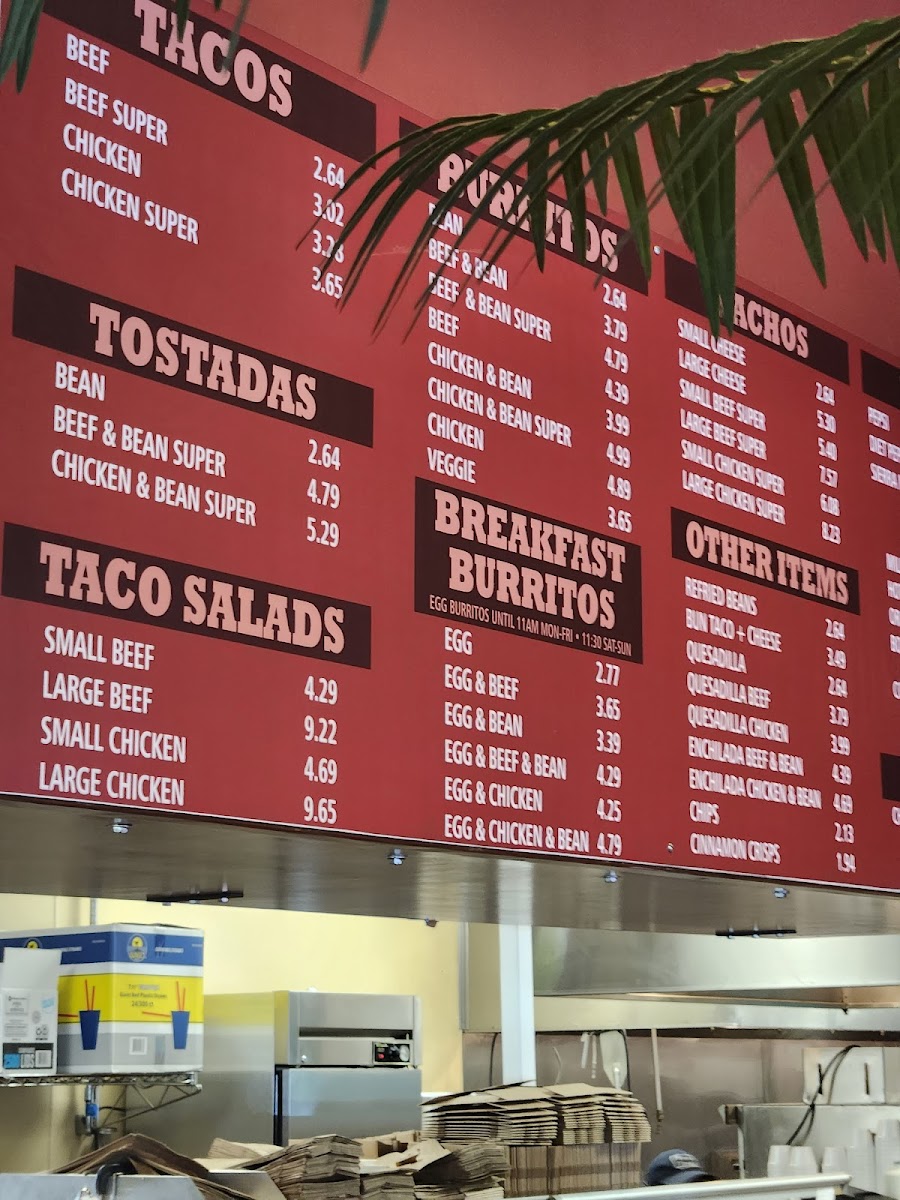 TACOS
BEEF 2.64
BEEF SUPER 3.02
CHICKEN 3.28
CHICKEN SUPER 3.65
TOSTADAS
BEAN 2.64
BEEF & BEAN SUPER 4.79
CHICKEN & BEAN SUPER 5.29
TACO SALADS
SMALL BEEF 4.29
LARGE BEEF 9.22
SMALL CHICKEN 4.69
LARGE CHICKEN 9.65
BURRITOS
BEAN 2.64
BEEF & BEAN 3.79
BEEF & BEAN SUPER 4.79
BEEF 4.39
CHICKEN & BEAN 3.99
CHICKEN & BEAN SUPER 4.99
CHICKEN 4.89
VEGGIE 3.65
BREAKFAST
BURRITOS
EGG BURRITOS UNTIL 11AM MON-FRI • 11:30 SAT-SUN
EGG 2.77
EGG & BEEF 3.65
EGG & BEAN 3.39
EGG & BEEF & BEAN 4.29
EGG & CHICKEN 4.25
EGG & CHICKEN & BEAN 4.79
NACHOS
SMALL CHEESE 2.64
LARGE CHEESE 5.30
SMALL BEEF SUPER 5.40
LARGE BEEF SUPER 7.57
SMALL CHICKEN SUPER 6.08
LARGE CHICKEN SUPER 8.23
OTHER ITEMS
REFRIED BEANS 2.64
BUN TACO + CHEESE 3.49
QUESADILLA 2.64
QUESADILLA BEEF 3.79
QUESADILLA CHICKEN 3.99
ENCHILADA BEEF & BEAN 4.39
ENCHILADA CHICKEN & BEAN 4.69
CHIPS 2.13
CINNAMON CRISPS 1.94
PEPSI
DIET PEP
SIERRA